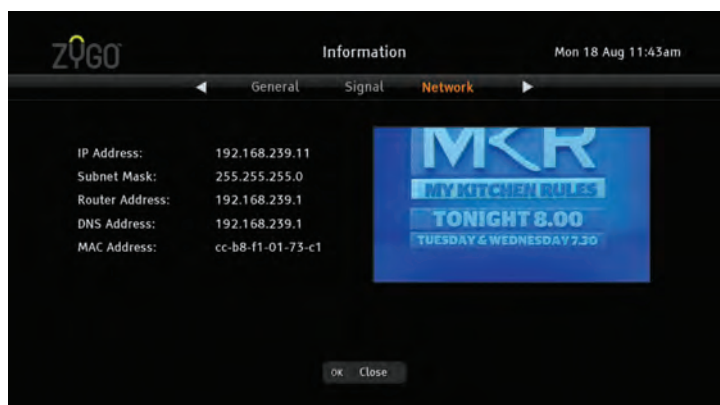 ZYGO
Information
Mon 18 Aug 11:43am
General Signal Network
IP Address: 192.168.239.11
Subnet Mask: 255.255.255.0
Router Address: 192.168.239.1
DNS Address: 192.168.239.1
MAC Address: cc-b8-f1-01-73-c1
MKR
MY KITCHEN RULES
TONIGHT 8.00
TUESDAY & WEDNESDAY 7.30
OK Close